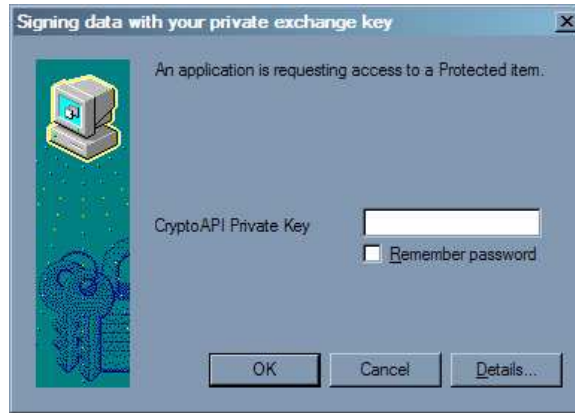 Signing data with your private exchange key
An application is requesting access to a Protected item.
CryptoAPI Private Key
Remember password
OK
Cancel
Details...